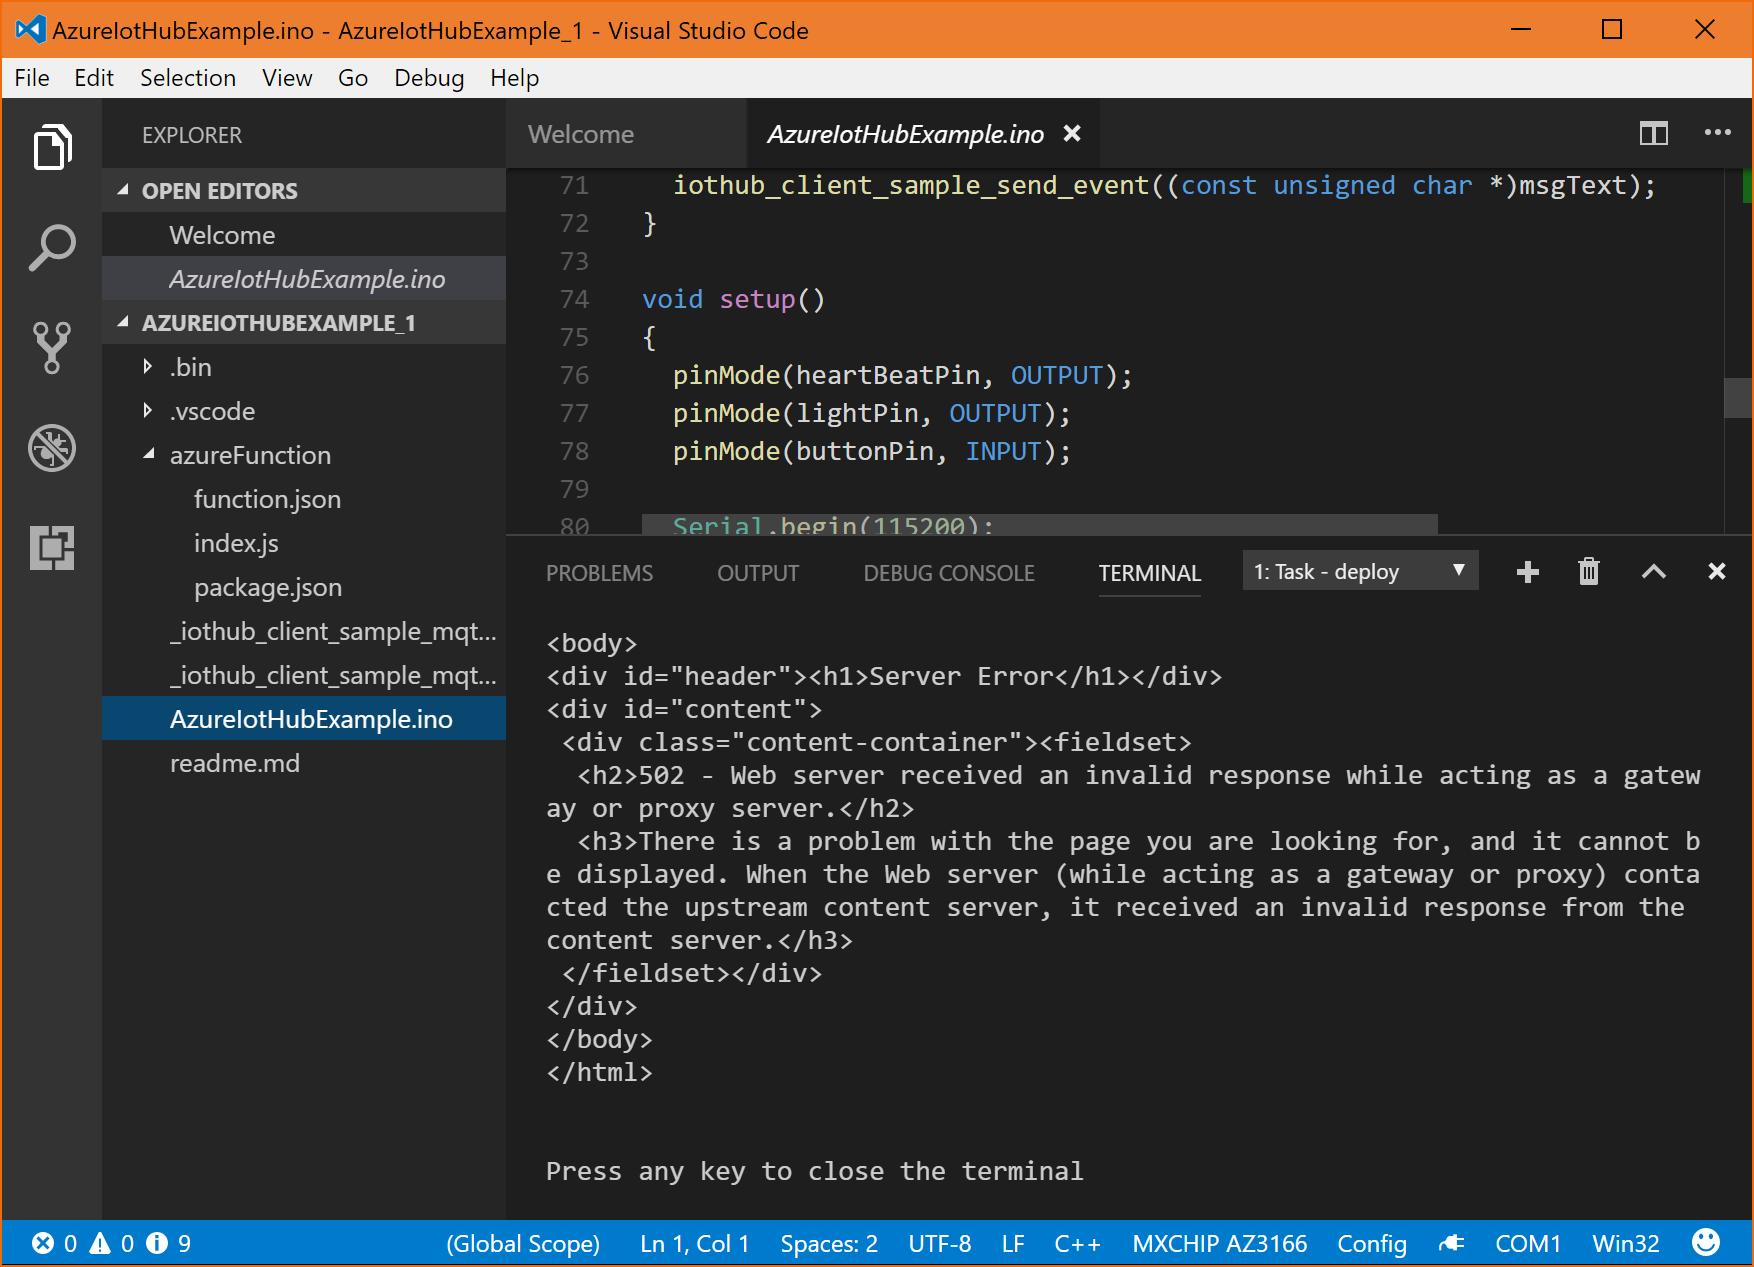 AzureIotHubExample.ino - AzureIotHubExample_1 - Visual Studio Code
File Edit Selection View Go Debug Help
EXPLORER
OPEN EDITORS
Welcome
AzureIotHubExample.ino
AZUREIOTHUBEXAMPLE_1
.bin
.vscode
azureFunction
function.json
index.js
package.json
_iothub_client_sample_mqt...
_iothub_client_sample_mqt...
AzureIotHubExample.ino
readme.md
Welcome AzureIotHubExample.ino
71 iothub_client_sample_send_event((const unsigned char *)msgText);
72 }
73
74 void setup()
75 {
76 pinMode(heartBeatPin, OUTPUT);
77 pinMode(lightPin, OUTPUT);
78 pinMode(buttonPin, INPUT);
79
80 Serial.begin(115200);
PROBLEMS OUTPUT DEBUG CONSOLE TERMINAL 1: Task - deploy
<body>
<div id="header"><h1>Server Error</h1></div>
<div id="content">
<div class="content-container"><fieldset>
<h2>502 - Web server received an invalid response while acting as a gatew
ay or proxy server.</h2>
<h3>There is a problem with the page you are looking for, and it cannot b
e displayed. When the Web server (while acting as a gateway or proxy) conta
cted the upstream content server, it received an invalid response from the
content server.</h3>
</fieldset></div>
</div>
</body>
</html>
Press any key to close the terminal
0 0 9 (Global Scope) Ln 1, Col 1 Spaces: 2 UTF-8 LF C++ MXCHIP AZ3166 Config COM1 Win32